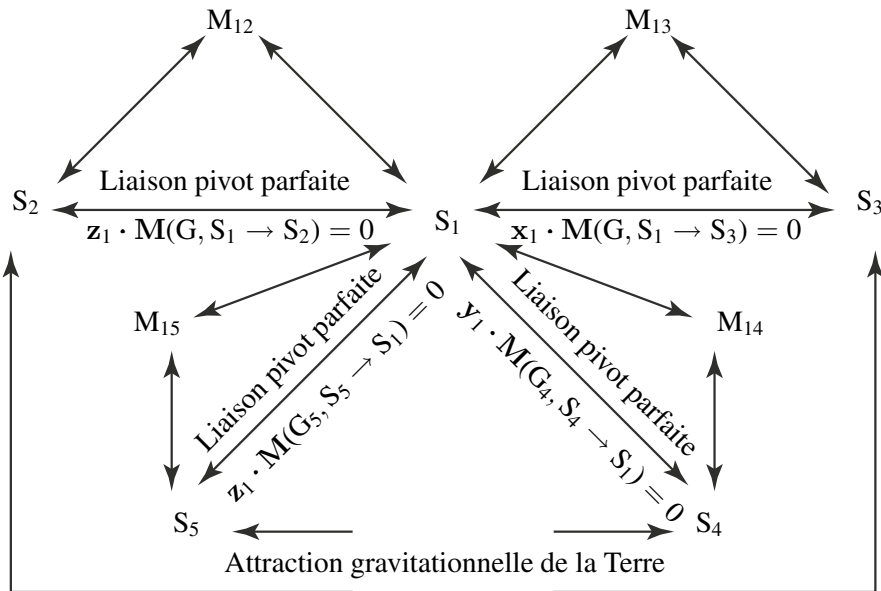 M₁₂
M₁₃
Liaison pivot parfaite
Liaison pivot parfaite
S₂
S₁
S₃
z₁ · M(G, S₁ → S₂) = 0
x₁ · M(G, S₁ → S₃) = 0
M₁₅
M₁₄
Liaison pivot parfaite
z₁ · M(G₅, S₅ → S₁) = 0
Liaison pivot parfaite
y₁ · M(G₄, S₄ → S₁) = 0
S₅
S₄
Attraction gravitationnelle de la Terre